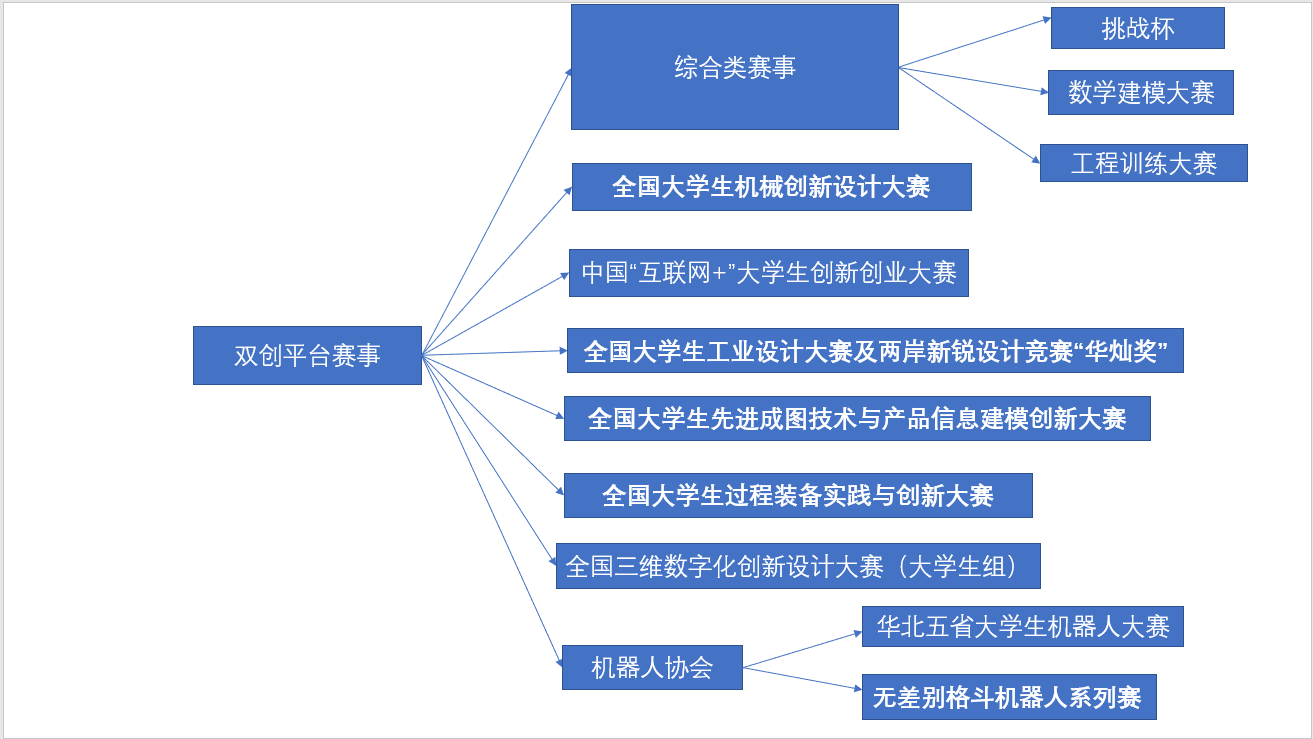 综合类赛事
挑战杯
数学建模大赛
工程训练大赛
全国大学生机械创新设计大赛
中国“互联网+”大学生创新创业大赛
双创平台赛事
全国大学生工业设计大赛及两岸新锐设计竞赛“华灿奖”
全国大学生先进成图技术与产品信息建模创新大赛
全国大学生过程装备实践与创新大赛
全国三维数字化创新设计大赛（大学生组）
机器人协会
华北五省大学生机器人大赛
无差别格斗机器人系列赛